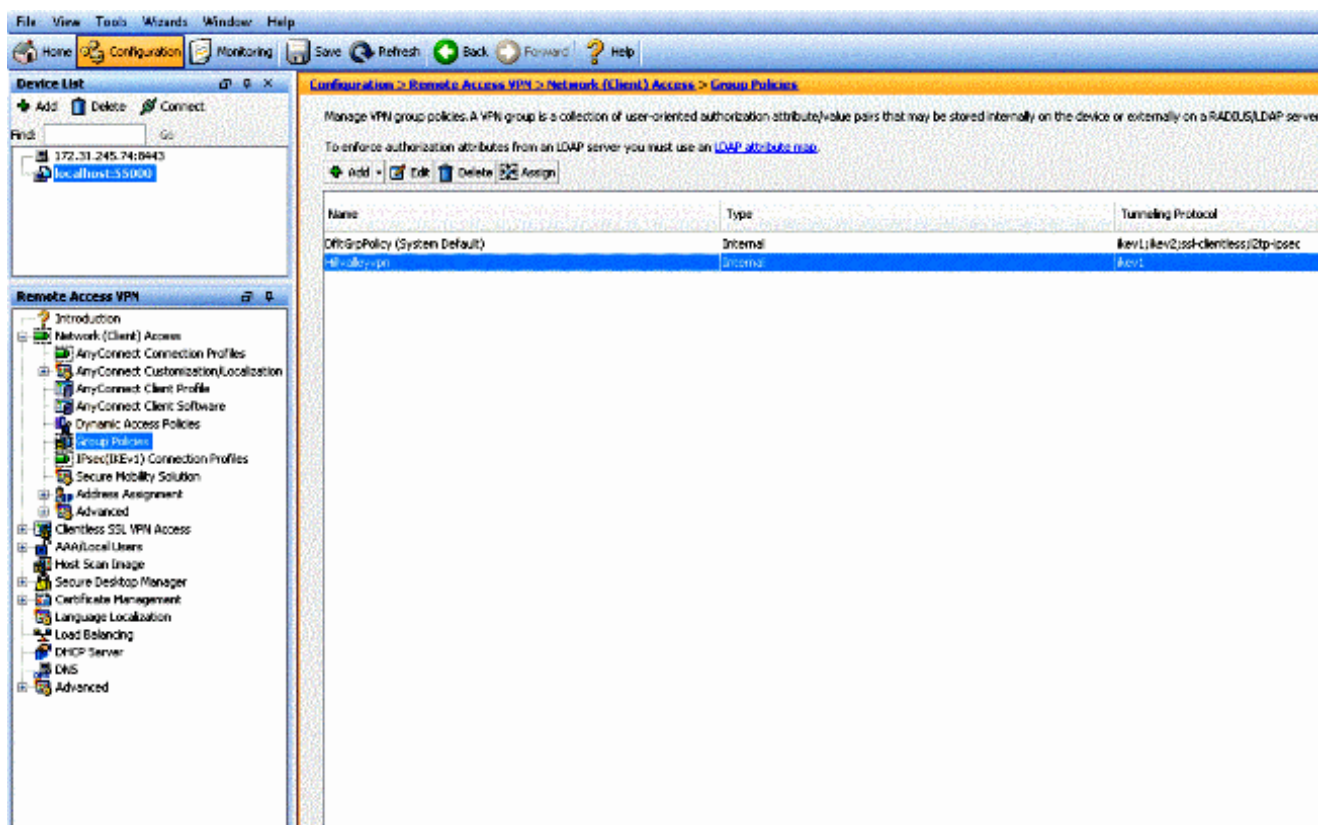 File View Tools Wizards Window Help
Home Configuration Monitoring Save Refresh Back Forward Help
Device List
Add Delete Connect
Find: Go
172.31.245.74:8443
localhost:55000
Remote Access VPN
Introduction
Network (Client) Access
AnyConnect Connection Profiles
AnyConnect Customization/Localization
AnyConnect Client Profile
AnyConnect Client Software
Dynamic Access Policies
Group Policies
IPsec(IKEv1) Connection Profiles
Secure Mobility Solution
Address Assignment
Advanced
Clientless SSL VPN Access
AAA/Local Users
Host Scan Image
Secure Desktop Manager
Certificate Management
Language Localization
Load Balancing
DHCP Server
DNS
Advanced
Configuration > Remote Access VPN > Network (Client) Access > Group Policies
Manage VPN group policies. A VPN group is a collection of user-oriented authorization attribute/value pairs that may be stored internally on the device or externally on a RADIUS/LDAP server
To enforce authorization attributes from an LDAP server you must use an LDAP attribute map.
Add Edit Delete Assign
Name Type Tunneling Protocol
DfltGrpPolicy (System Default) Internal ikev1;ikev2;ssl-clientless;l2tp-ipsec
Hillvalleyvpn Internal ikev1